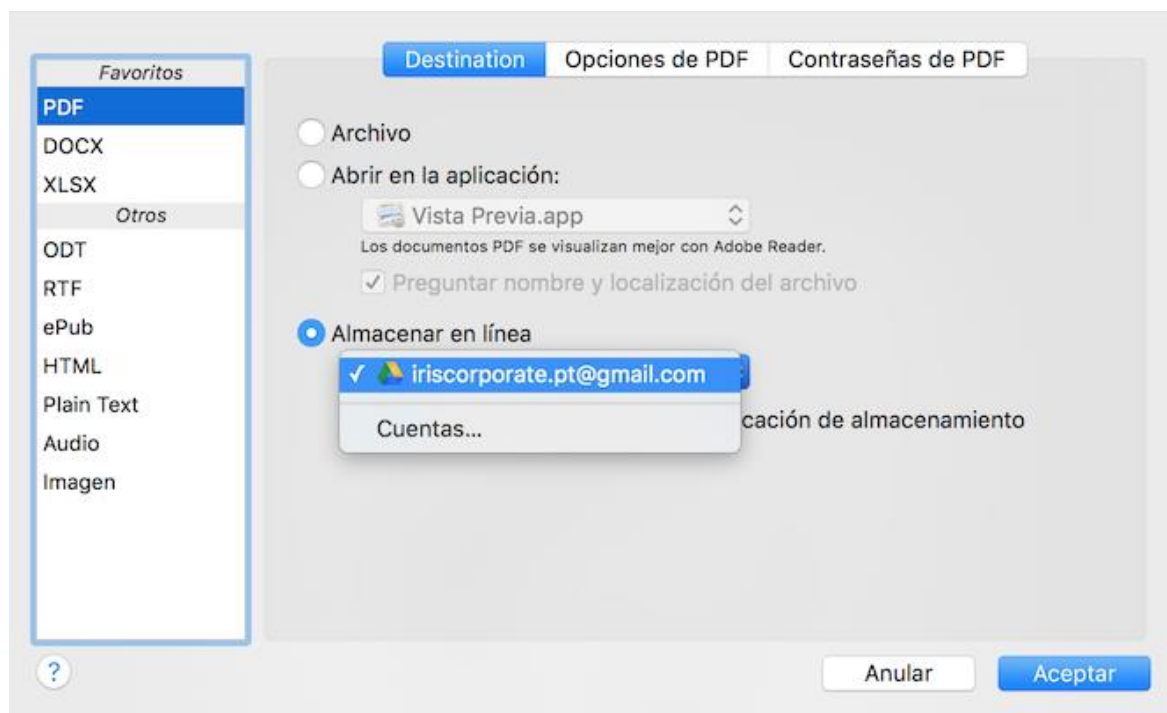 Destination Opciones de PDF Contraseñas de PDF
Favoritos
PDF
DOCX
XLSX
Otros
ODT
RTF
ePub
HTML
Plain Text
Audio
Imagen
Archivo
Abrir en la aplicación:
Vista Previa.app
Los documentos PDF se visualizan mejor con Adobe Reader.
✓ Preguntar nombre y localización del archivo
Almacenar en línea
✓ iriscorporate.pt@gmail.com
Cuentas...
de almacenamiento
? Anular Aceptar